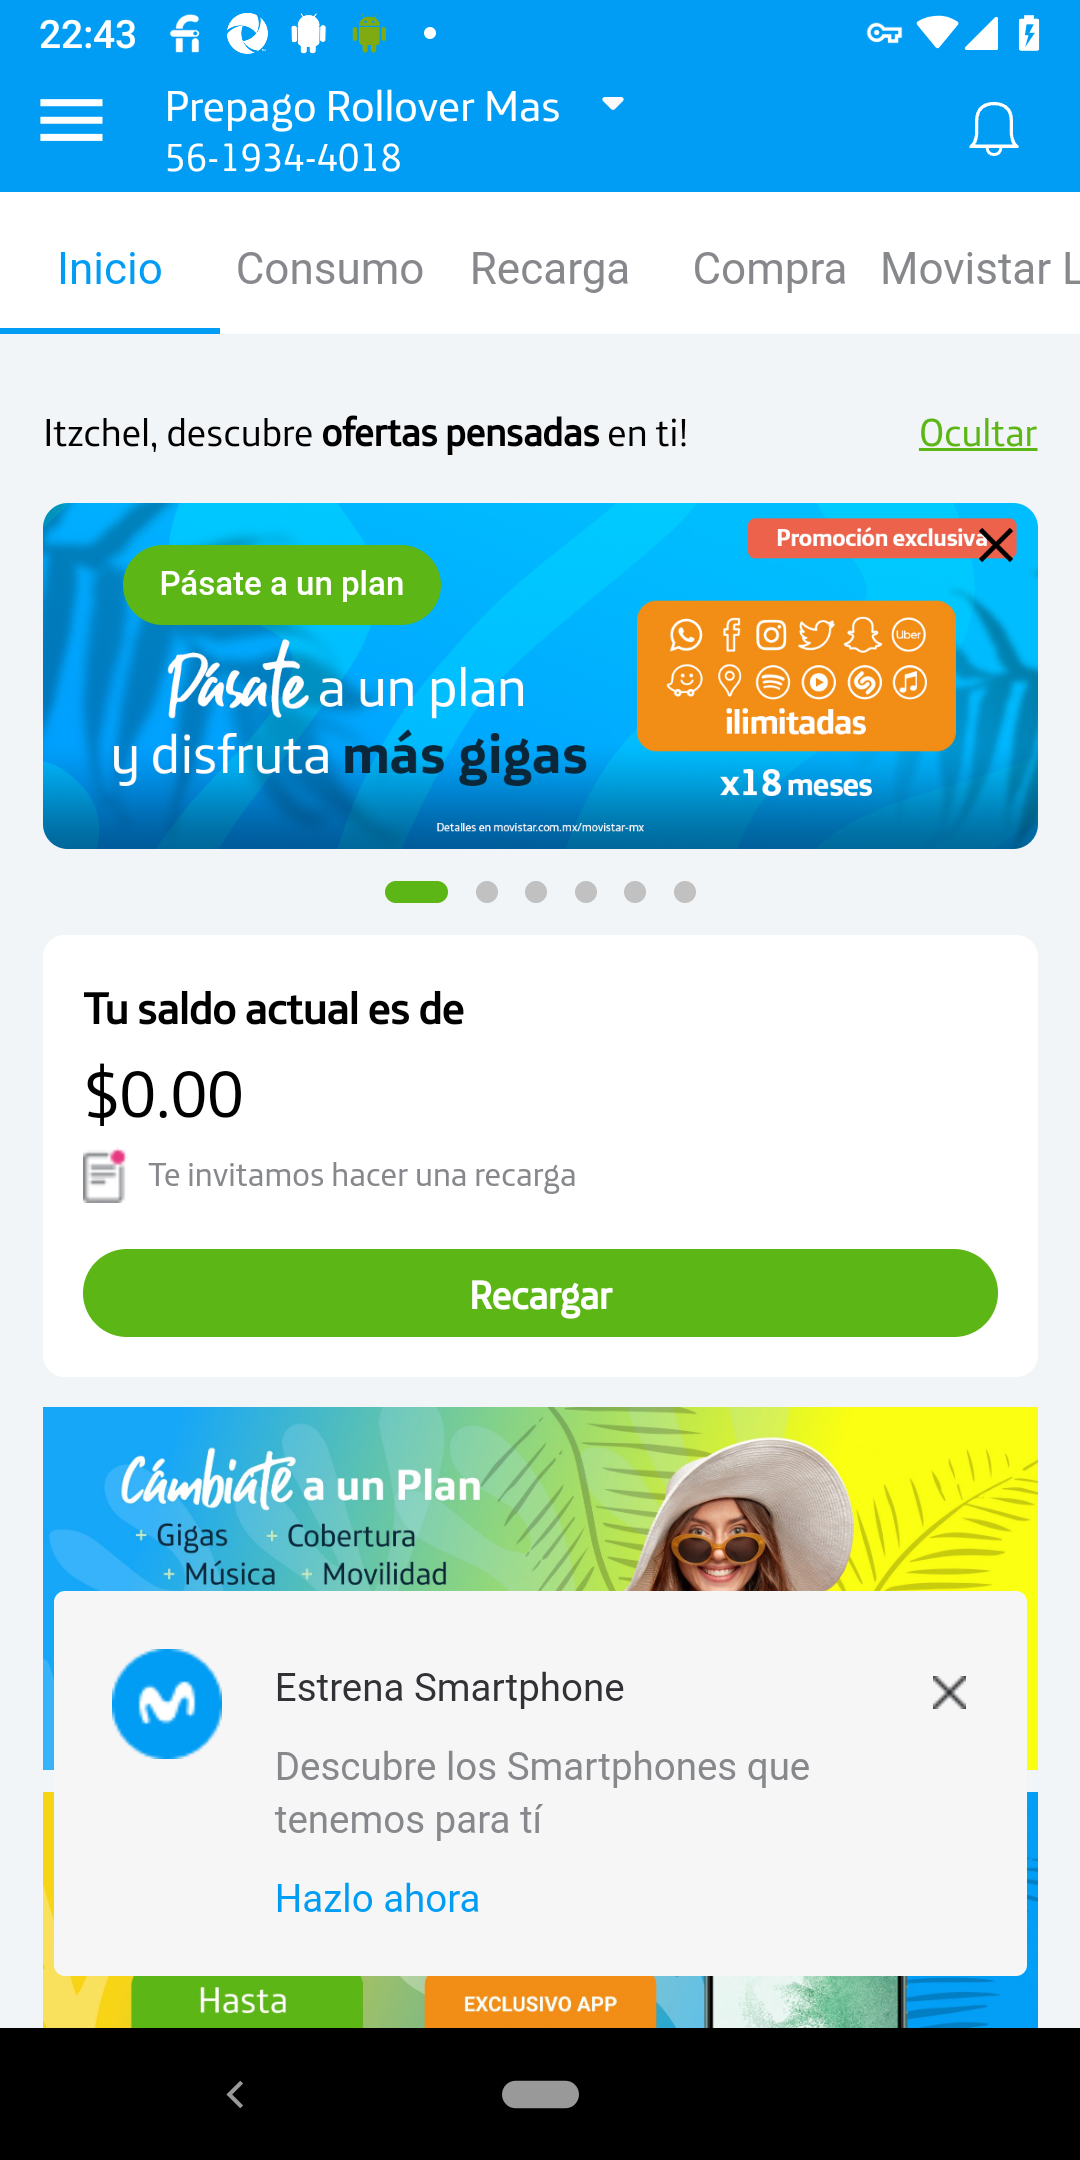 22:43
Prepago Rollover Mas
56-1934-4018
Inicio Consumo Recarga Compra Movistar L
Itzchel, descubre ofertas pensadas en ti! Ocultar
Promoción exclusiva
Pásate a un plan
Pásate a un plan
y disfruta más gigas
Uber
ilimitadas
x18 meses
Detalles en movistar.com.mx/movistar-mx
Tu saldo actual es de
$0.00
Te invitamos hacer una recarga
Recargar
Cámbiate a un Plan
+ Gigas + Cobertura
+ Música + Movilidad
Estrena Smartphone
Descubre los Smartphones que
tenemos para tí
Hazlo ahora
Hasta EXCLUSIVO APP